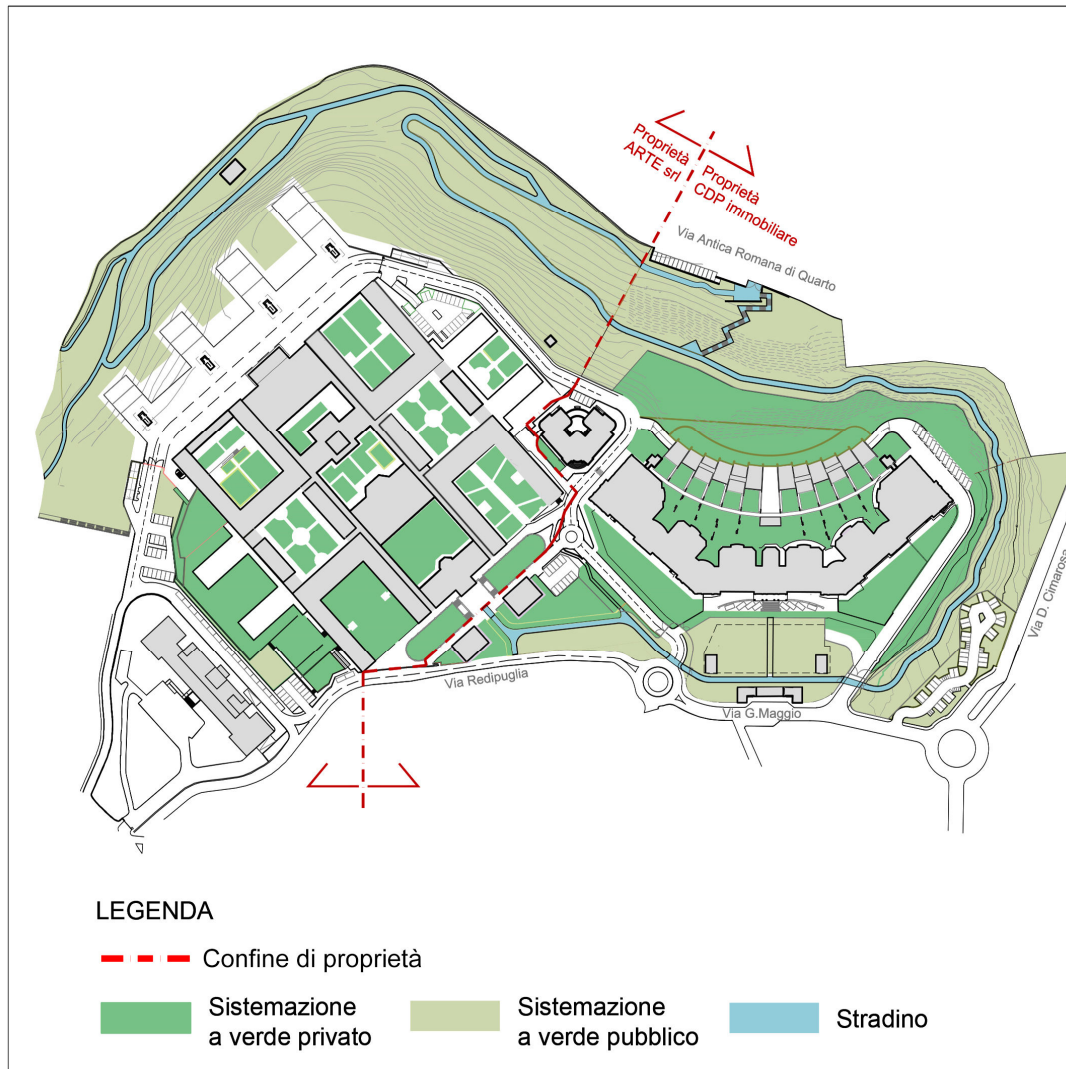 Proprietà
ARTE srl
Proprietà
CDP immobiliare
Via Antica Romana di Quarto
Via D. Cimarosa
Via Redipuglia
Via G.Maggio
LEGENDA
Confine di proprietà
Sistemazione
a verde privato
Sistemazione
a verde pubblico
Stradino